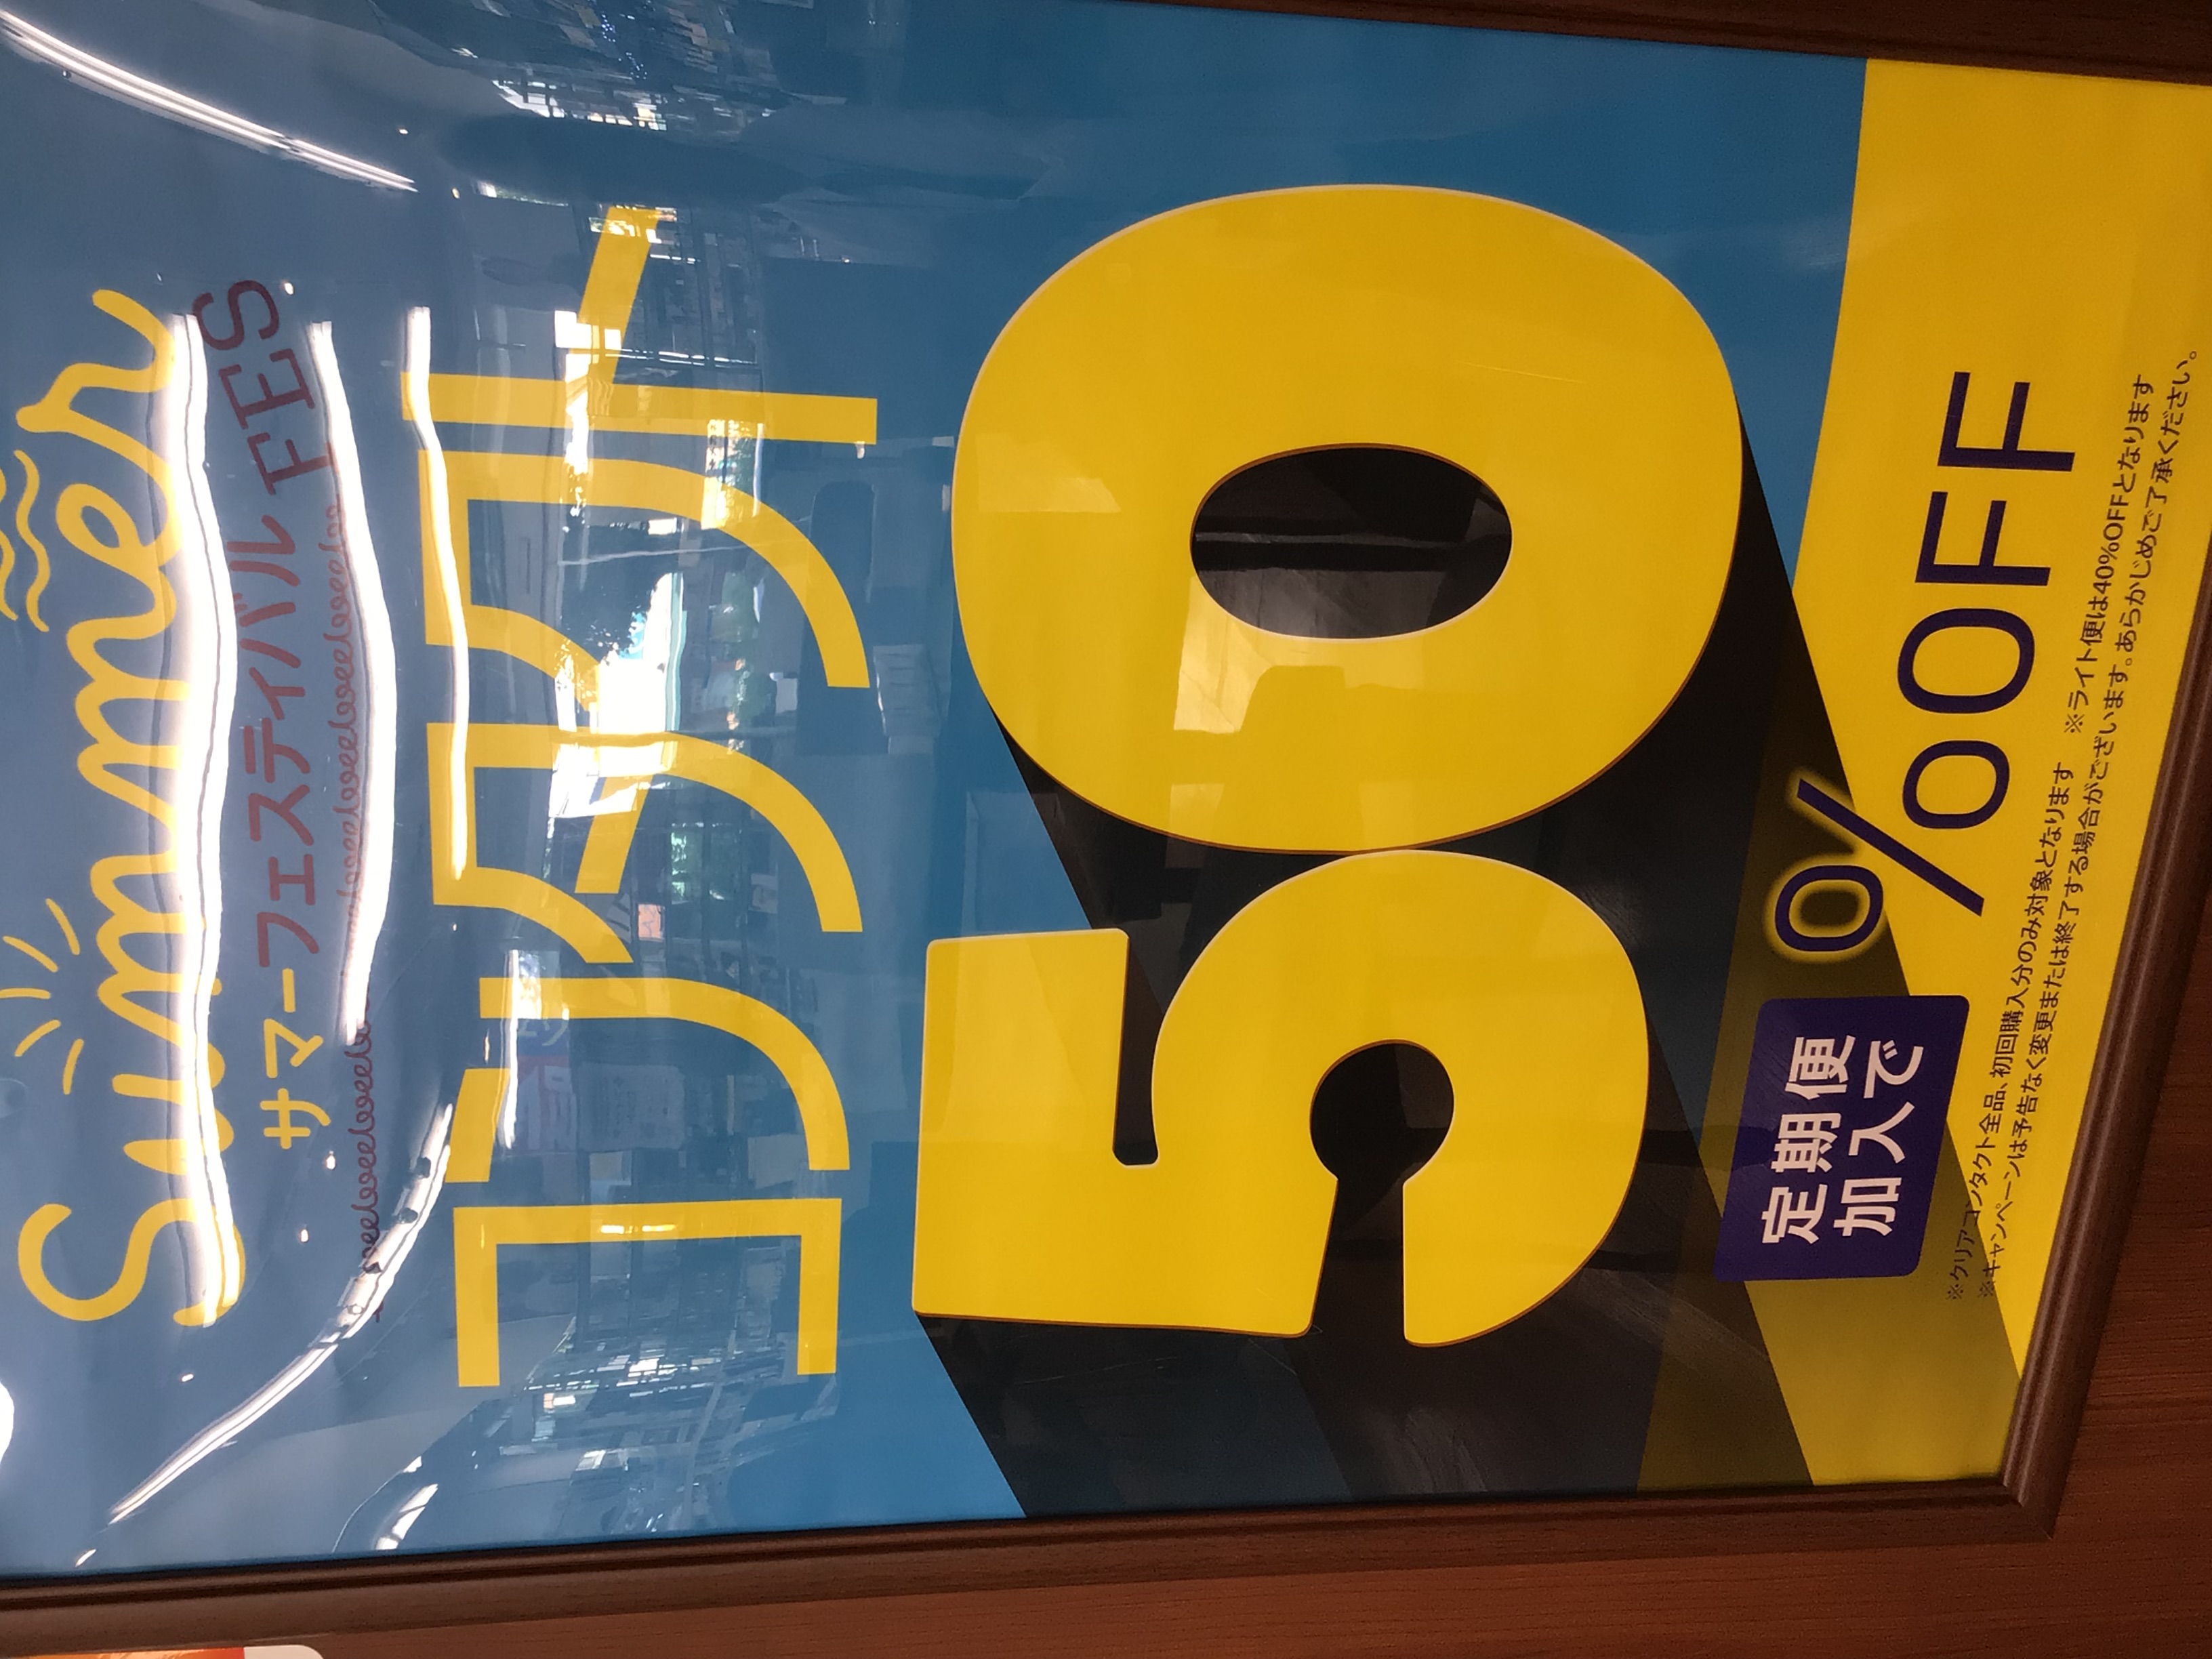 Summer
サマーフェスティバル FES
コンタクト
50
定期便
加入で
%OFF
※クリアコンタクト全品、初回購入分のみ対象となります ※ライト便は40%OFFとなります
※キャンペーンは予告なく変更または終了する場合がございます。あらかじめご了承ください。